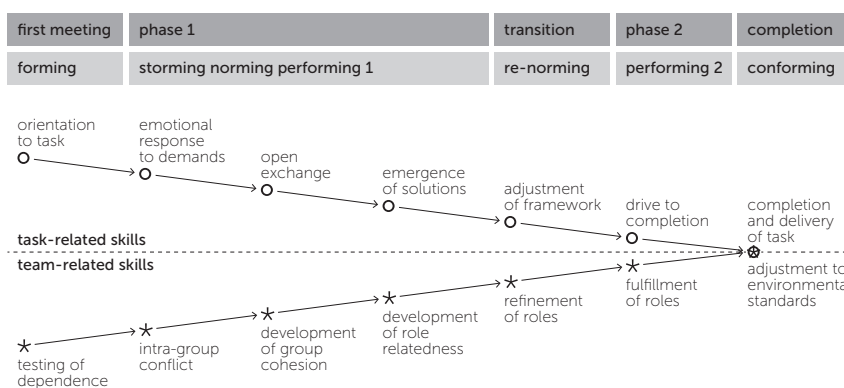 first meeting
phase 1
transition
phase 2
completion
forming
storming norming performing 1
re-norming
performing 2
conforming
orientation
to task
emotional
response
to demands
open
exchange
emergence
of solutions
adjustment
of framework
drive to
completion
completion
and delivery
of task
task-related skills
team-related skills
testing of
dependence
intra-group
conflict
development
of group
cohesion
development
of role
relatedness
refinement
of roles
fulfillment
of roles
adjustment to
environmenta
standards